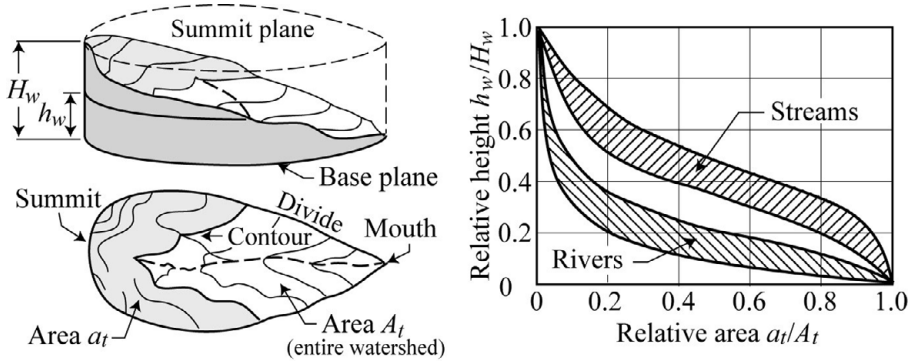 Summit plane
H_w
h_w
Base plane
Summit
Divide
Contour
Mouth
Area a_t
Area A_t
(entire watershed)
Relative height h_w/H_w
1.0
0.8
0.6
0.4
0.2
0
Streams
Rivers
0 0.2 0.4 0.6 0.8 1.0
Relative area a_t/A_t